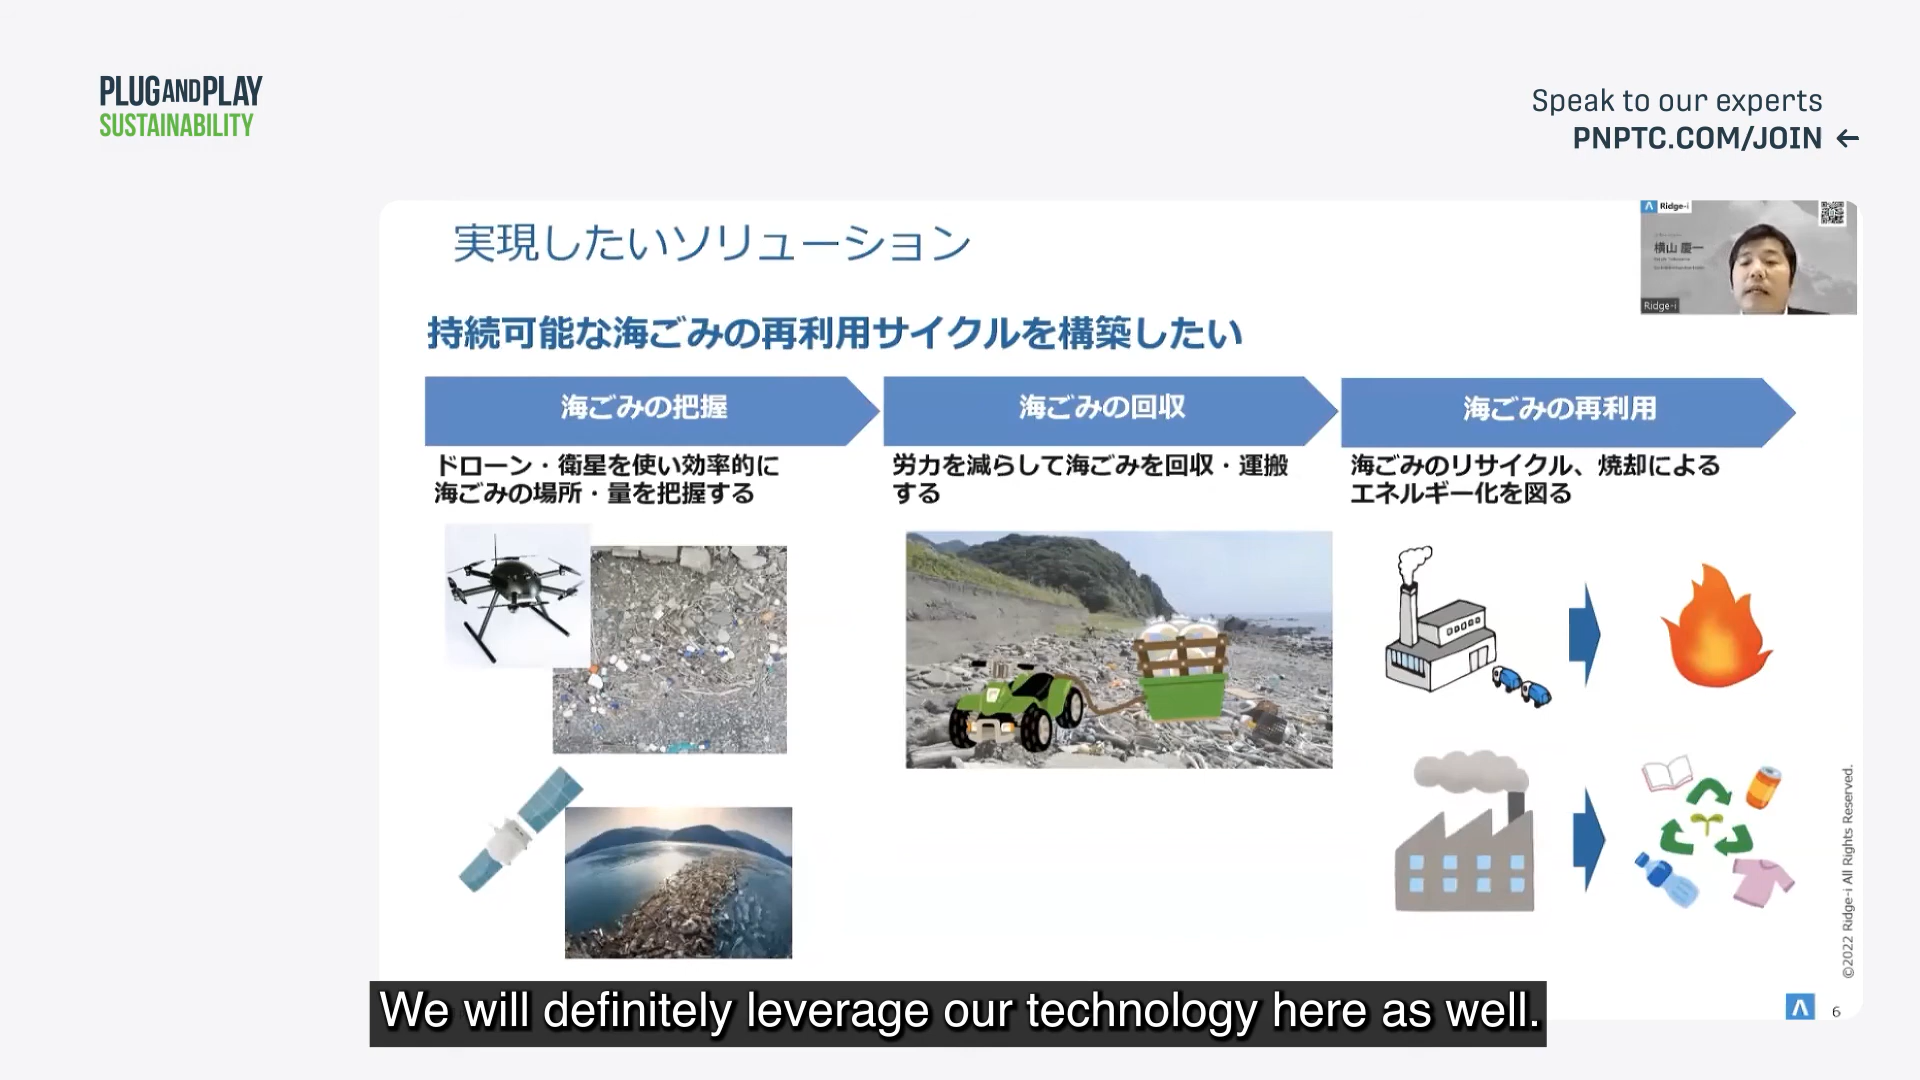 PLUGANDPLAY
SUSTAINABILITY
Speak to our experts
PNPTC.COM/JOIN ←
実現したいソリューション
Ridge-i
横山 慶一
Ridge-i
持続可能な海ごみの再利用サイクルを構築したい
海ごみの把握
海ごみの回収
海ごみの再利用
ドローン・衛星を使い効率的に
海ごみの場所・量を把握する
労力を減らして海ごみを回収・運搬
する
海ごみのリサイクル、焼却による
エネルギー化を図る
©2022 Ridge-i All Rights Reserved.
We will definitely leverage our technology here as well.
6